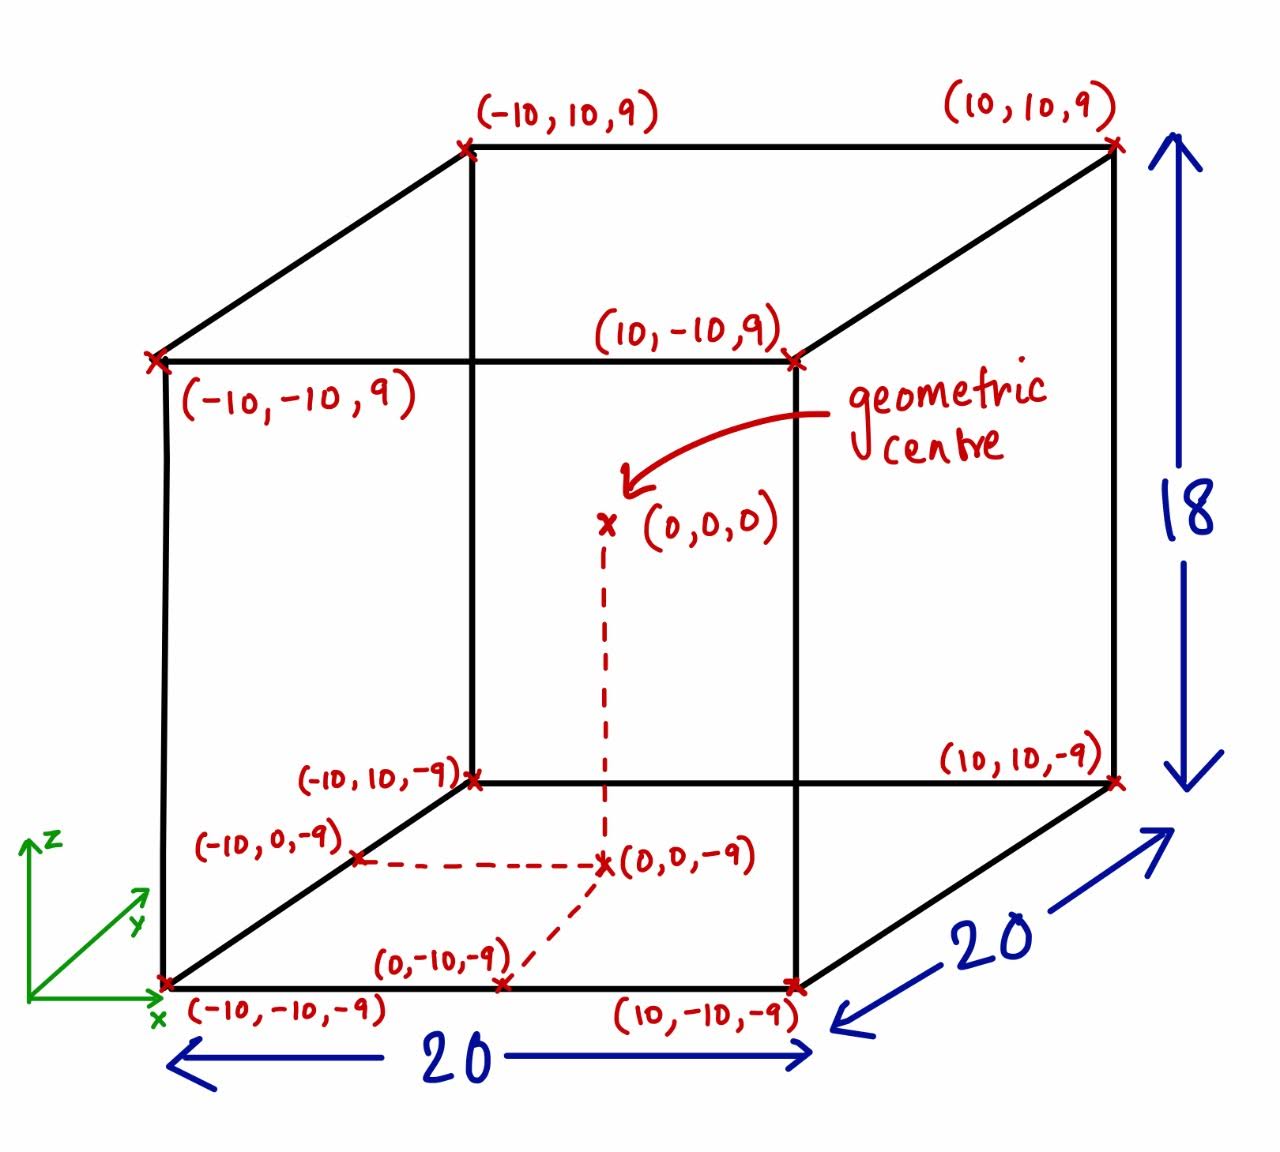 (-10, 10, 9)
(10, 10, 9)
(10, -10, 9)
(-10, -10, 9)
geometric
centre
(0, 0, 0)
18
(-10, 10, -9)
(10, 10, -9)
(-10, 0, -9)
(0, 0, -9)
z
y
x
(0, -10, -9)
(-10, -10, -9)
(10, -10, -9)
20
20